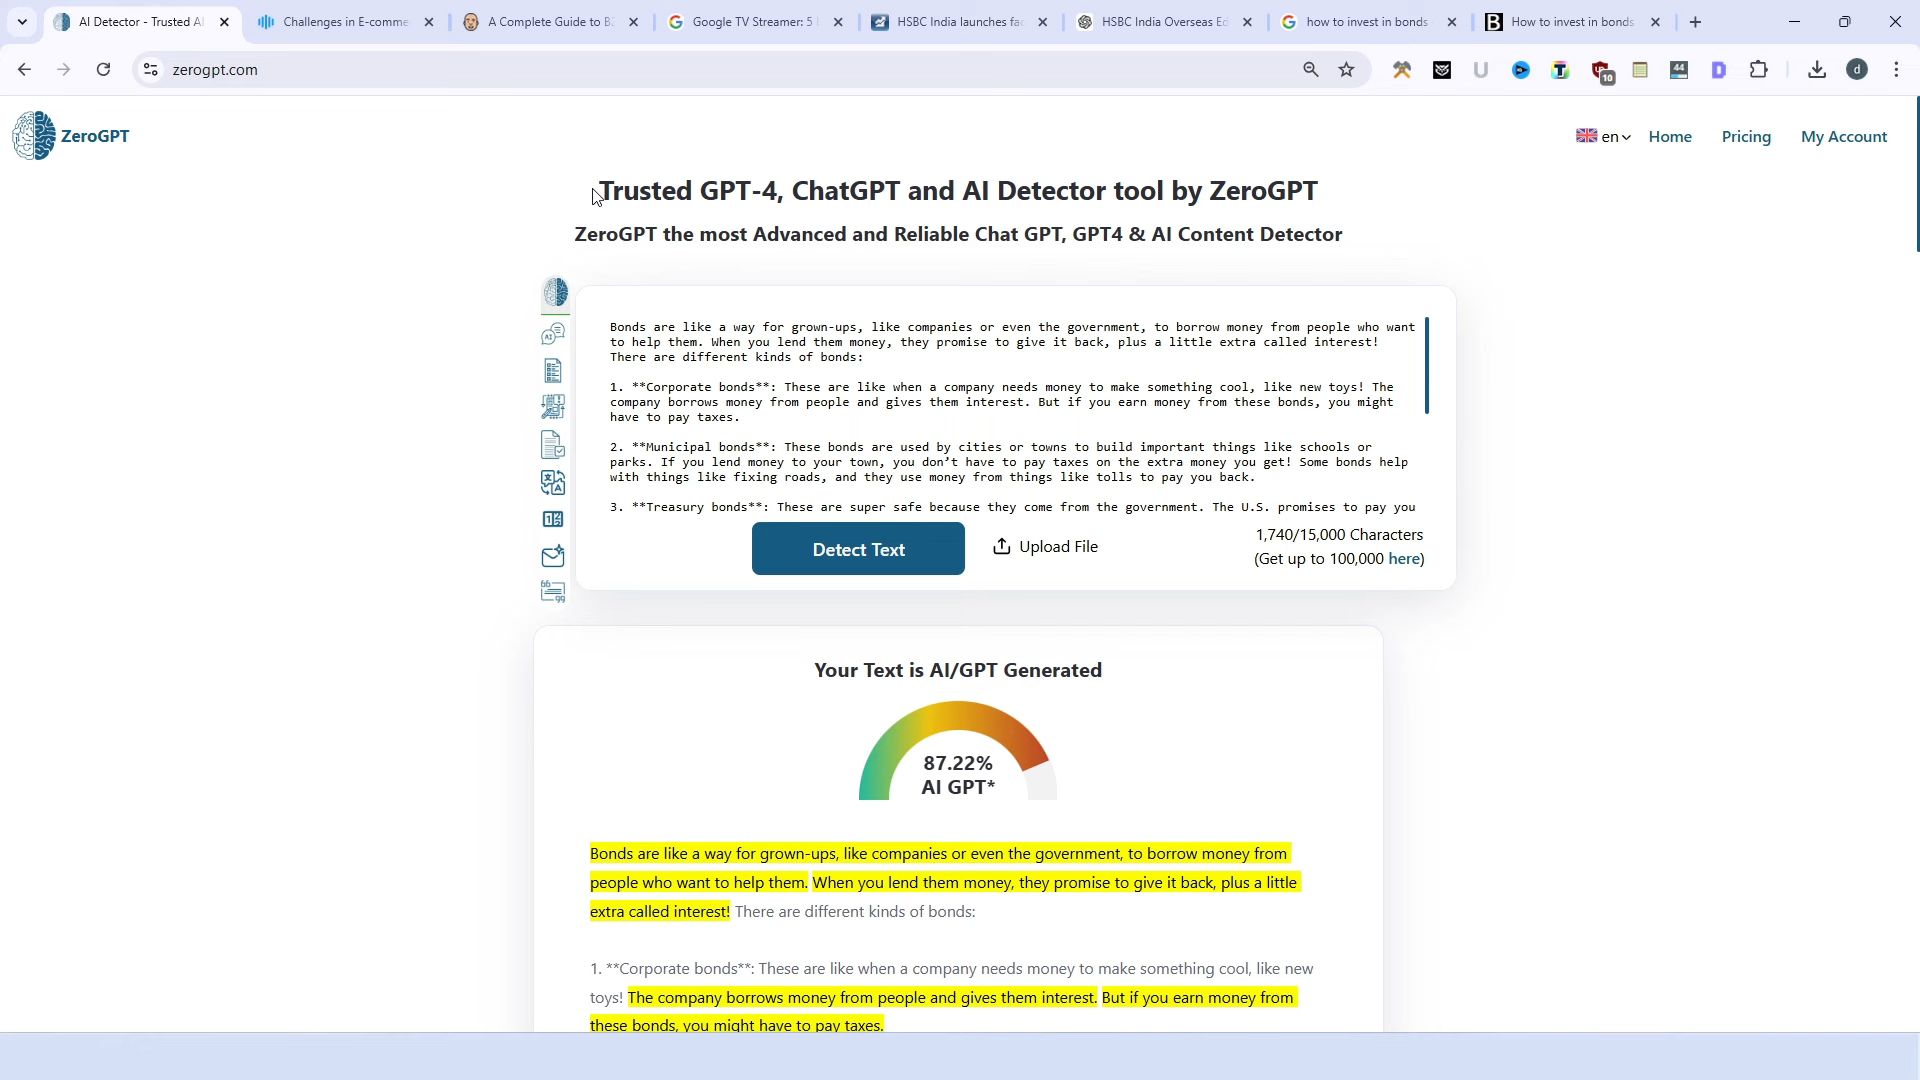 AI Detector - Trusted AI
Challenges in E-comme
A Complete Guide to B2
Google TV Streamer: 5
HSBC India launches fac
HSBC India Overseas Ed
how to invest in bonds
How to invest in bonds
zerogpt.com
10
44
d
ZeroGPT
en
Home
Pricing
My Account
Trusted GPT-4, ChatGPT and AI Detector tool by ZeroGPT
ZeroGPT the most Advanced and Reliable Chat GPT, GPT4 & AI Content Detector
Bonds are like a way for grown-ups, like companies or even the government, to borrow money from people who want
to help them. When you lend them money, they promise to give it back, plus a little extra called interest!
There are different kinds of bonds:
1. **Corporate bonds**: These are like when a company needs money to make something cool, like new toys! The
company borrows money from people and gives them interest. But if you earn money from these bonds, you might
have to pay taxes.
2. **Municipal bonds**: These bonds are used by cities or towns to build important things like schools or
parks. If you lend money to your town, you don’t have to pay taxes on the extra money you get! Some bonds help
with things like fixing roads, and they use money from things like tolls to pay you back.
3. **Treasury bonds**: These are super safe because they come from the government. The U.S. promises to pay you
Detect Text
Upload File
1,740/15,000 Characters
(Get up to 100,000 here)
Your Text is AI/GPT Generated
87.22%
AI GPT*
Bonds are like a way for grown-ups, like companies or even the government, to borrow money from
people who want to help them. When you lend them money, they promise to give it back, plus a little
extra called interest! There are different kinds of bonds:
1. **Corporate bonds**: These are like when a company needs money to make something cool, like new
toys! The company borrows money from people and gives them interest. But if you earn money from
these bonds, you might have to pay taxes.